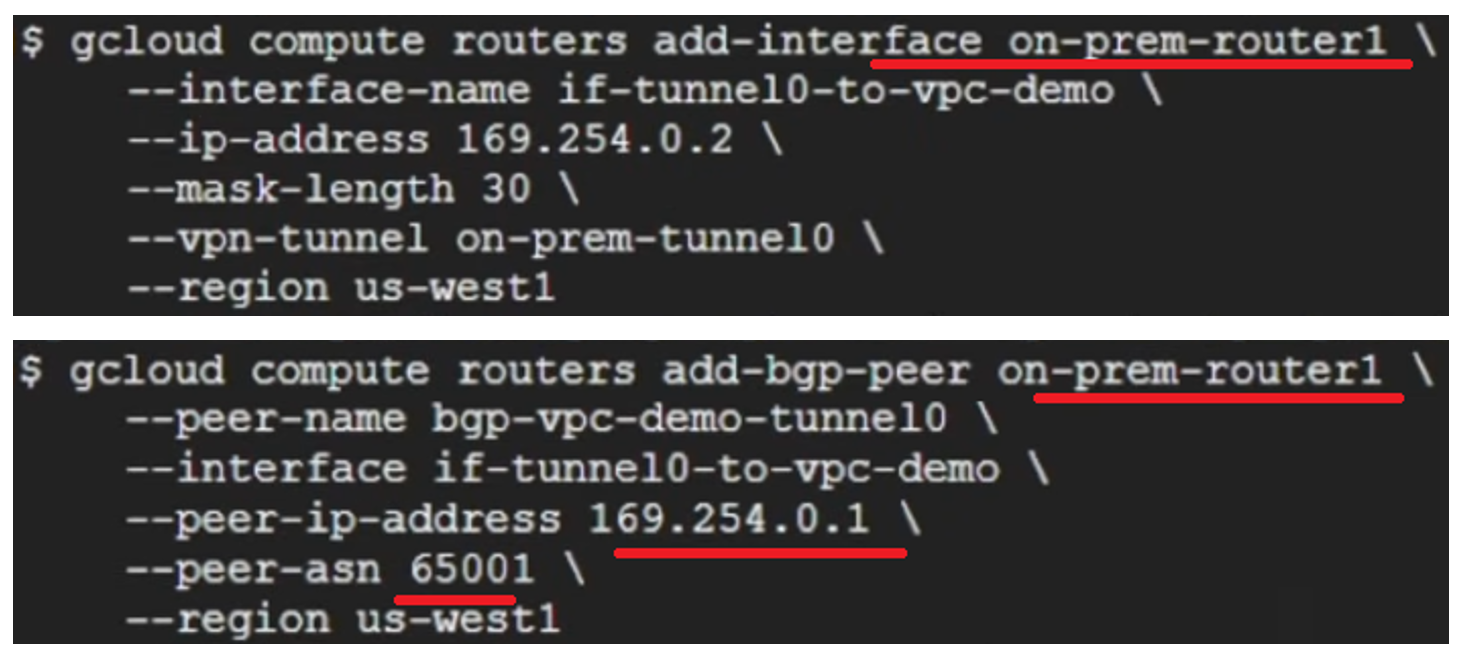 $ gcloud compute routers add-interface on-prem-router1 \
--interface-name if-tunnel0-to-vpc-demo \
--ip-address 169.254.0.2 \
--mask-length 30 \
--vpn-tunnel on-prem-tunnel0 \
--region us-west1
$ gcloud compute routers add-bgp-peer on-prem-router1 \
--peer-name bgp-vpc-demo-tunnel0 \
--interface if-tunnel0-to-vpc-demo \
--peer-ip-address 169.254.0.1 \
--peer-asn 65001 \
--region us-west1